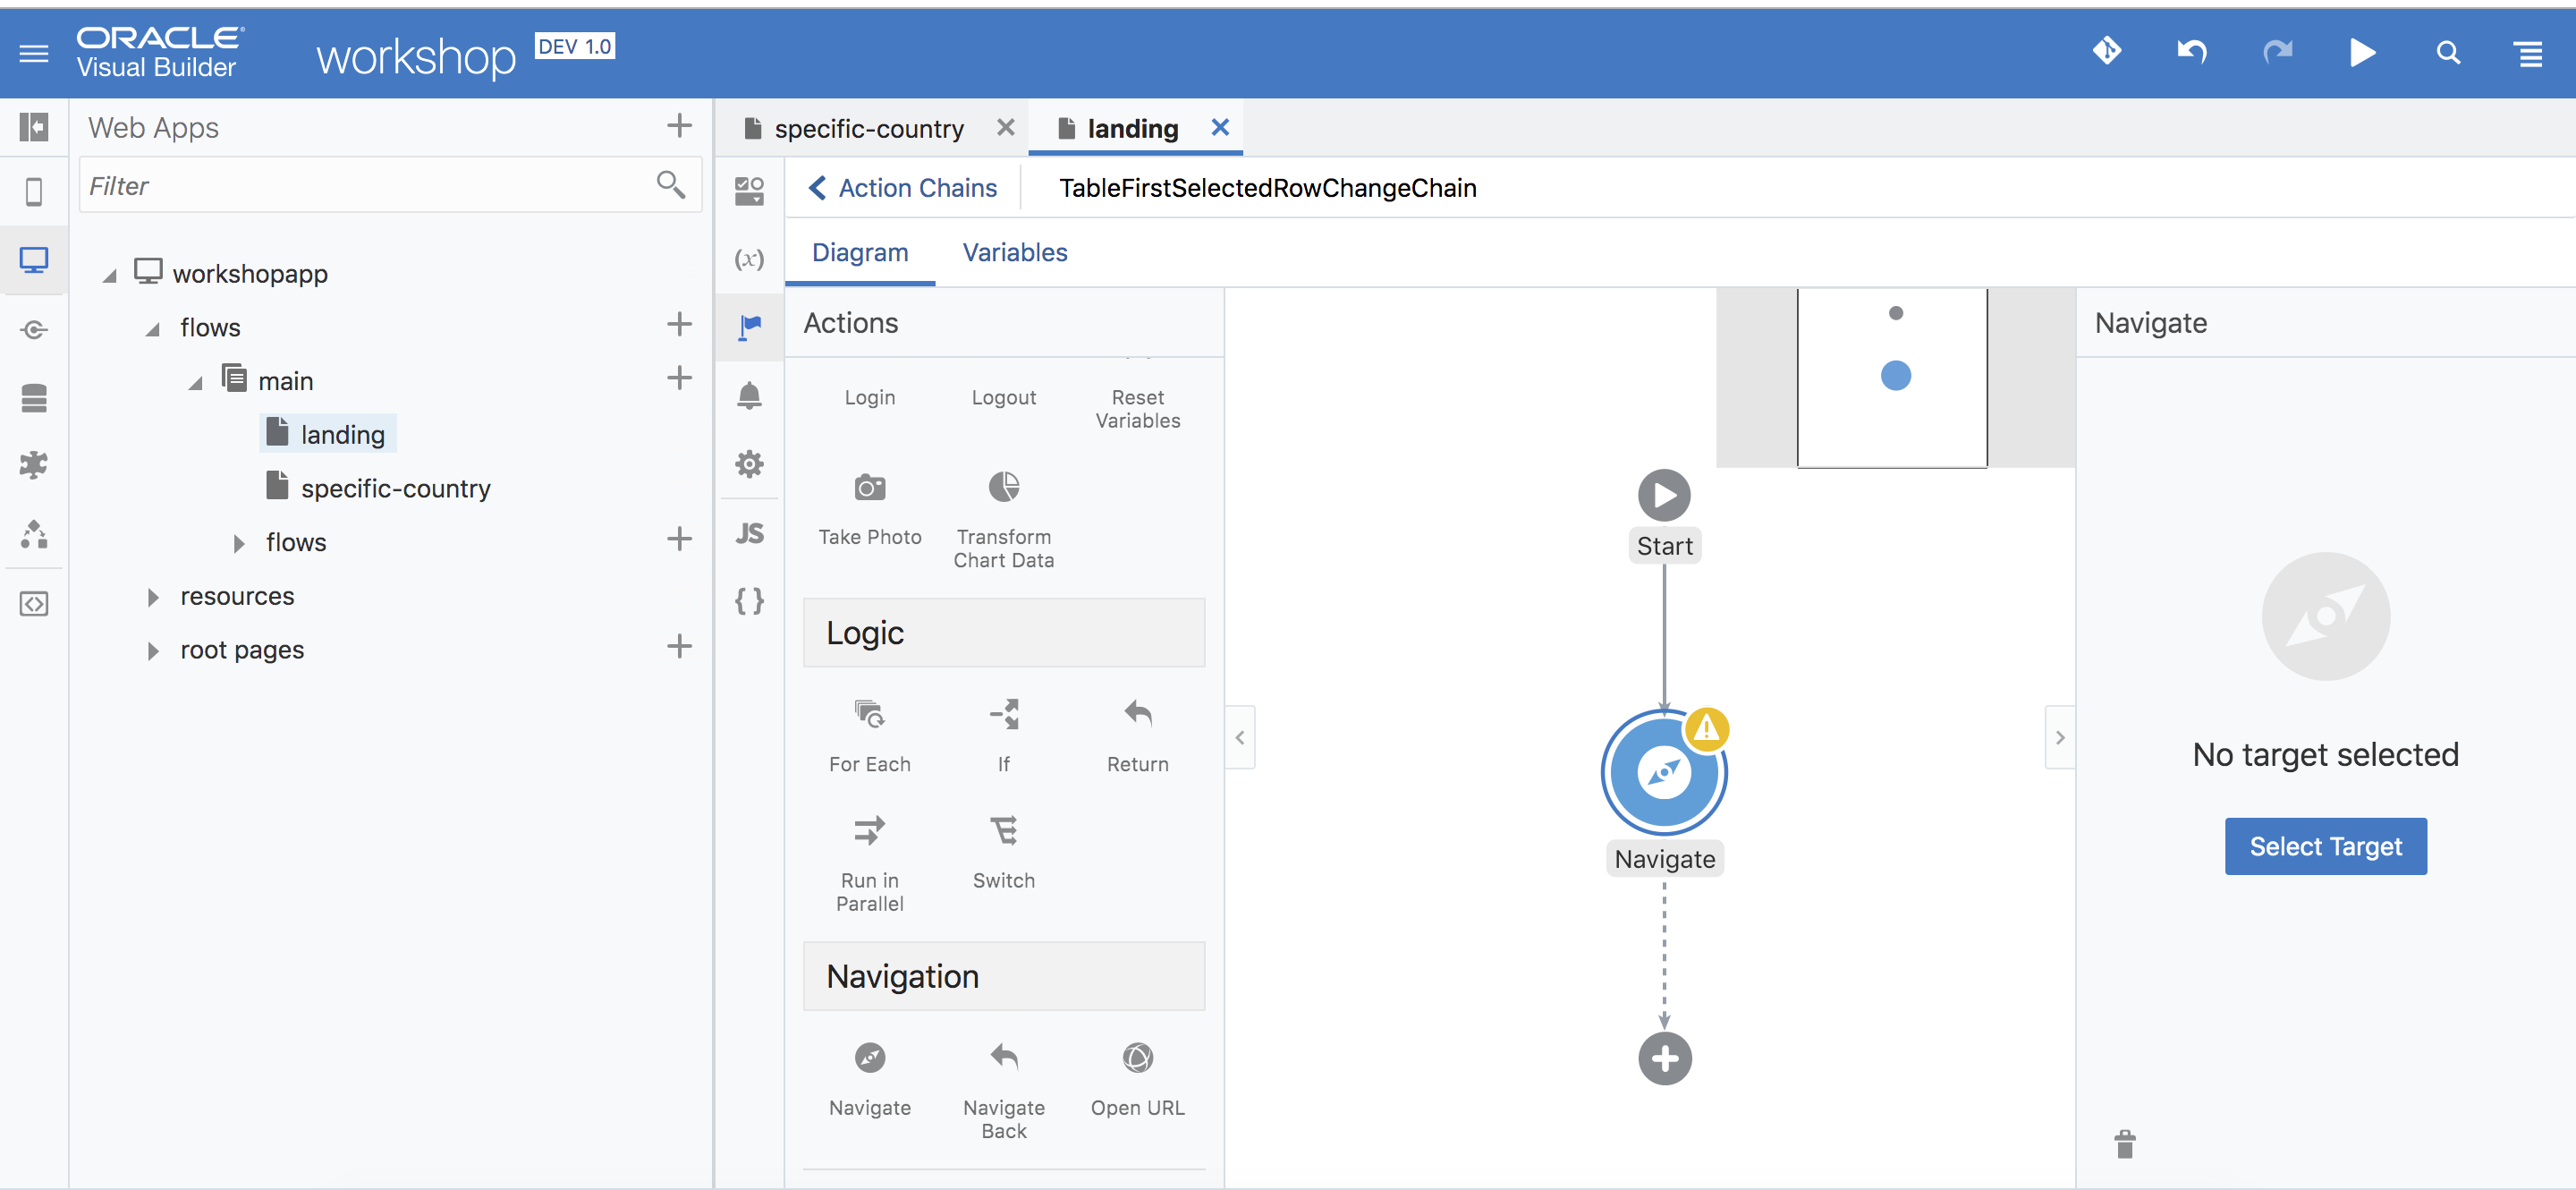 ORACLE
Visual Builder
workshop
DEV 1.0
Web Apps
Filter
workshopapp
flows
main
landing
specific-country
flows
resources
root pages
specific-country
landing
Action Chains
TableFirstSelectedRowChangeChain
Diagram
Variables
(x)
JS
{ }
Actions
Login
Logout
Reset
Variables
Take Photo
Transform
Chart Data
Logic
For Each
If
Return
Run in
Parallel
Switch
Navigation
Navigate
Navigate
Back
Open URL
Start
Navigate
Navigate
No target selected
Select Target